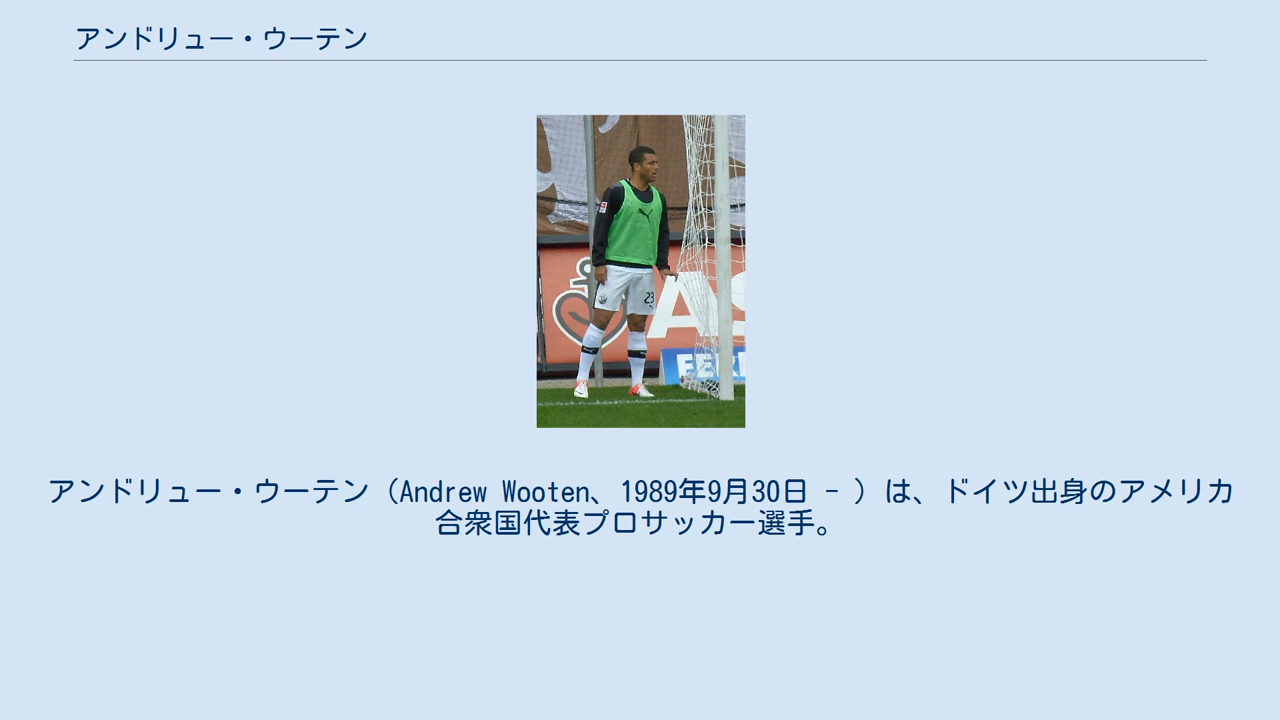 アンドリュー・ウーテン
23
AS
アンドリュー・ウーテン（Andrew Wooten、1989年9月30日 - ）は、ドイツ出身のアメリカ
合衆国代表プロサッカー選手。